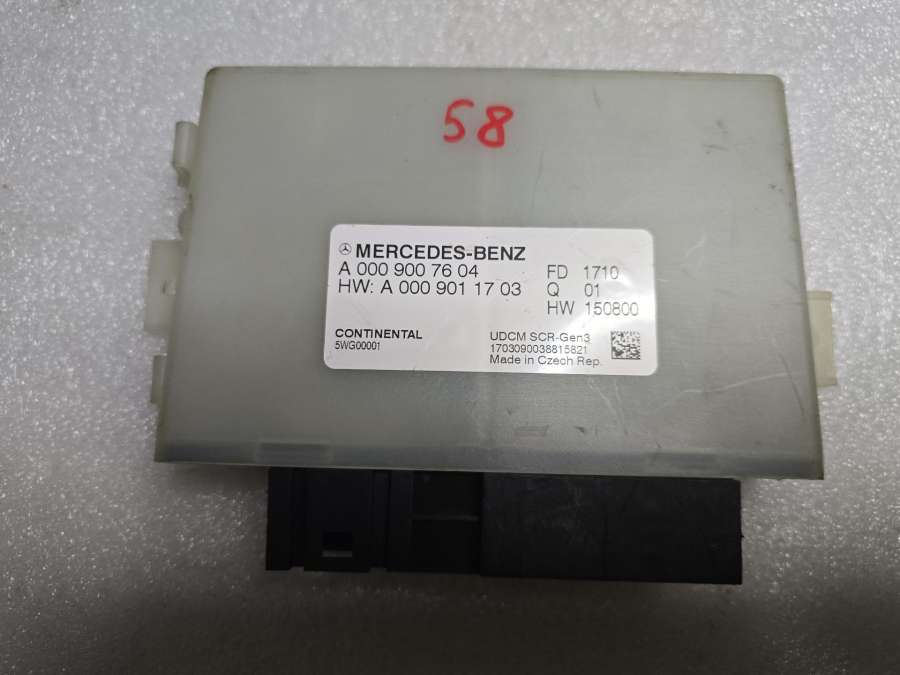 58
MERCEDES-BENZ
A 000 900 76 04 FD 1710
HW: A 000 901 17 03 Q 01
HW 150800
CONTINENTAL UDCM SCR-Gen3
5WG00001 1703090038815821
Made in Czech Rep.